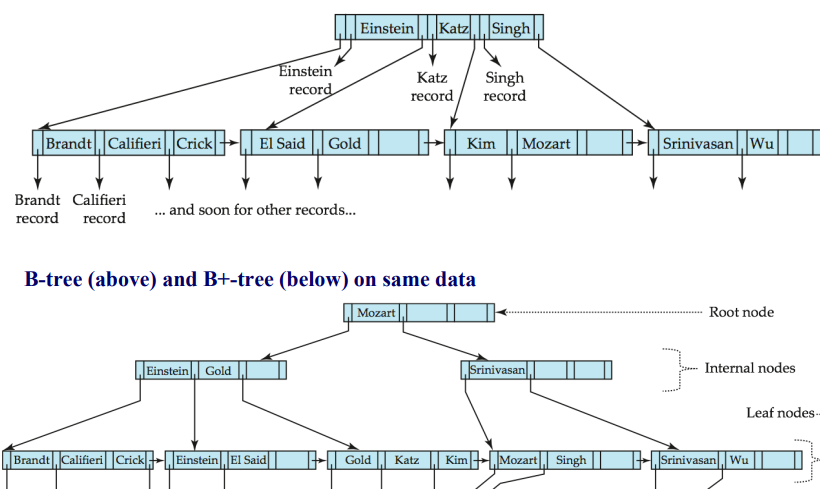 Einstein Katz Singh
Einstein record
Katz record
Singh record
Brandt Califieri Crick El Said Gold Kim Mozart Srinivasan Wu
Brandt record
Califieri record
... and soon for other records...
B-tree (above) and B+-tree (below) on same data
Mozart
Root node
Einstein Gold Srinivasan
Internal nodes
Leaf nodes
Brandt Califieri Crick Einstein El Said Gold Katz Kim Mozart Singh Srinivasan Wu